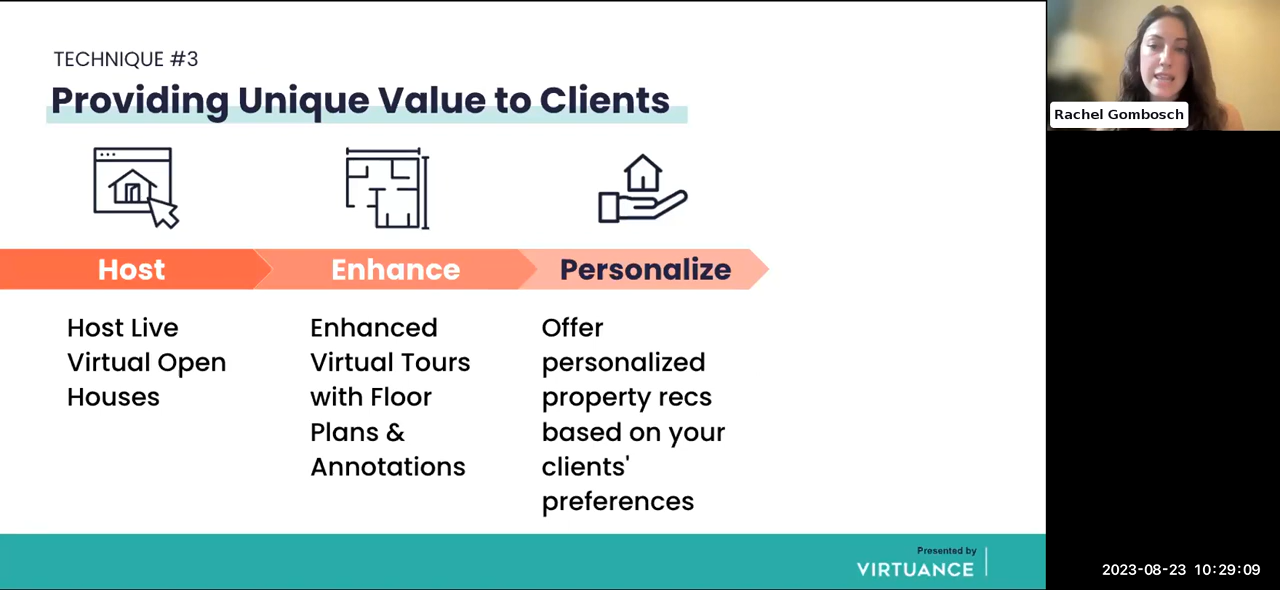 TECHNIQUE #3
Providing Unique Value to Clients
Host
Enhance
Personalize
Host Live
Virtual Open
Houses
Enhanced
Virtual Tours
with Floor
Plans &
Annotations
Offer
personalized
property recs
based on your
clients'
preferences
Presented by
VIRTUANCE
Rachel Gombosch
2023-08-23 10:29:09